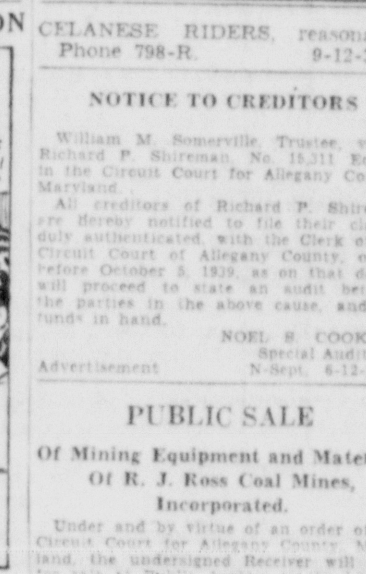 ON
CELANESE RIDERS, reasona
Phone 798-R. 9-12-
NOTICE TO CREDITORS
William M. Somerville, Trustee, v
Richard P. Shireman, No. 15,311 E
in the Circuit Court for Allegany Co
Maryland.
All creditors of Richard P. Shire
are hereby notified to file their cl
duly authenticated, with the Clerk o
Circuit Court of Allegany County, o
before October 5, 1939, as on that d
will proceed to state an audit bet
the parties in the above cause, and
funds in hand.
NOEL S. COOK
Special Audit
Advertisement N-Sept. 6-12-
PUBLIC SALE
Of Mining Equipment and Mate
Of R. J. Ross Coal Mines,
Incorporated.
Under and by virtue of an order o
Circuit Court for Allegany County, M
land, the undersigned Receiver will